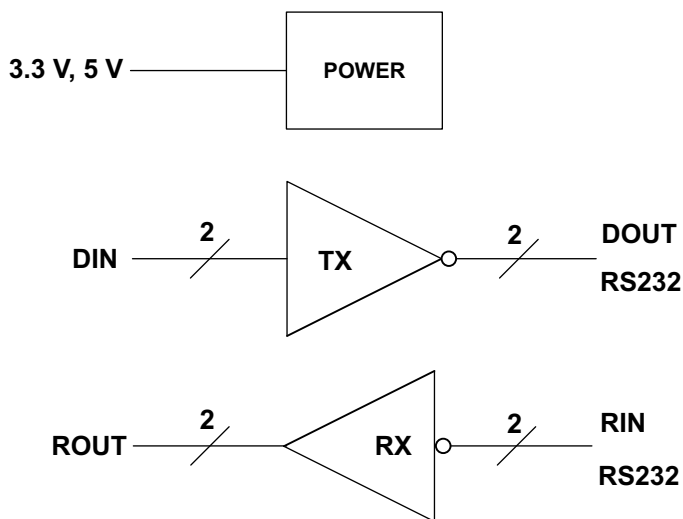 3.3 V, 5 V
POWER
DIN
2
TX
2
DOUT
RS232
ROUT
2
RX
2
RIN
RS232